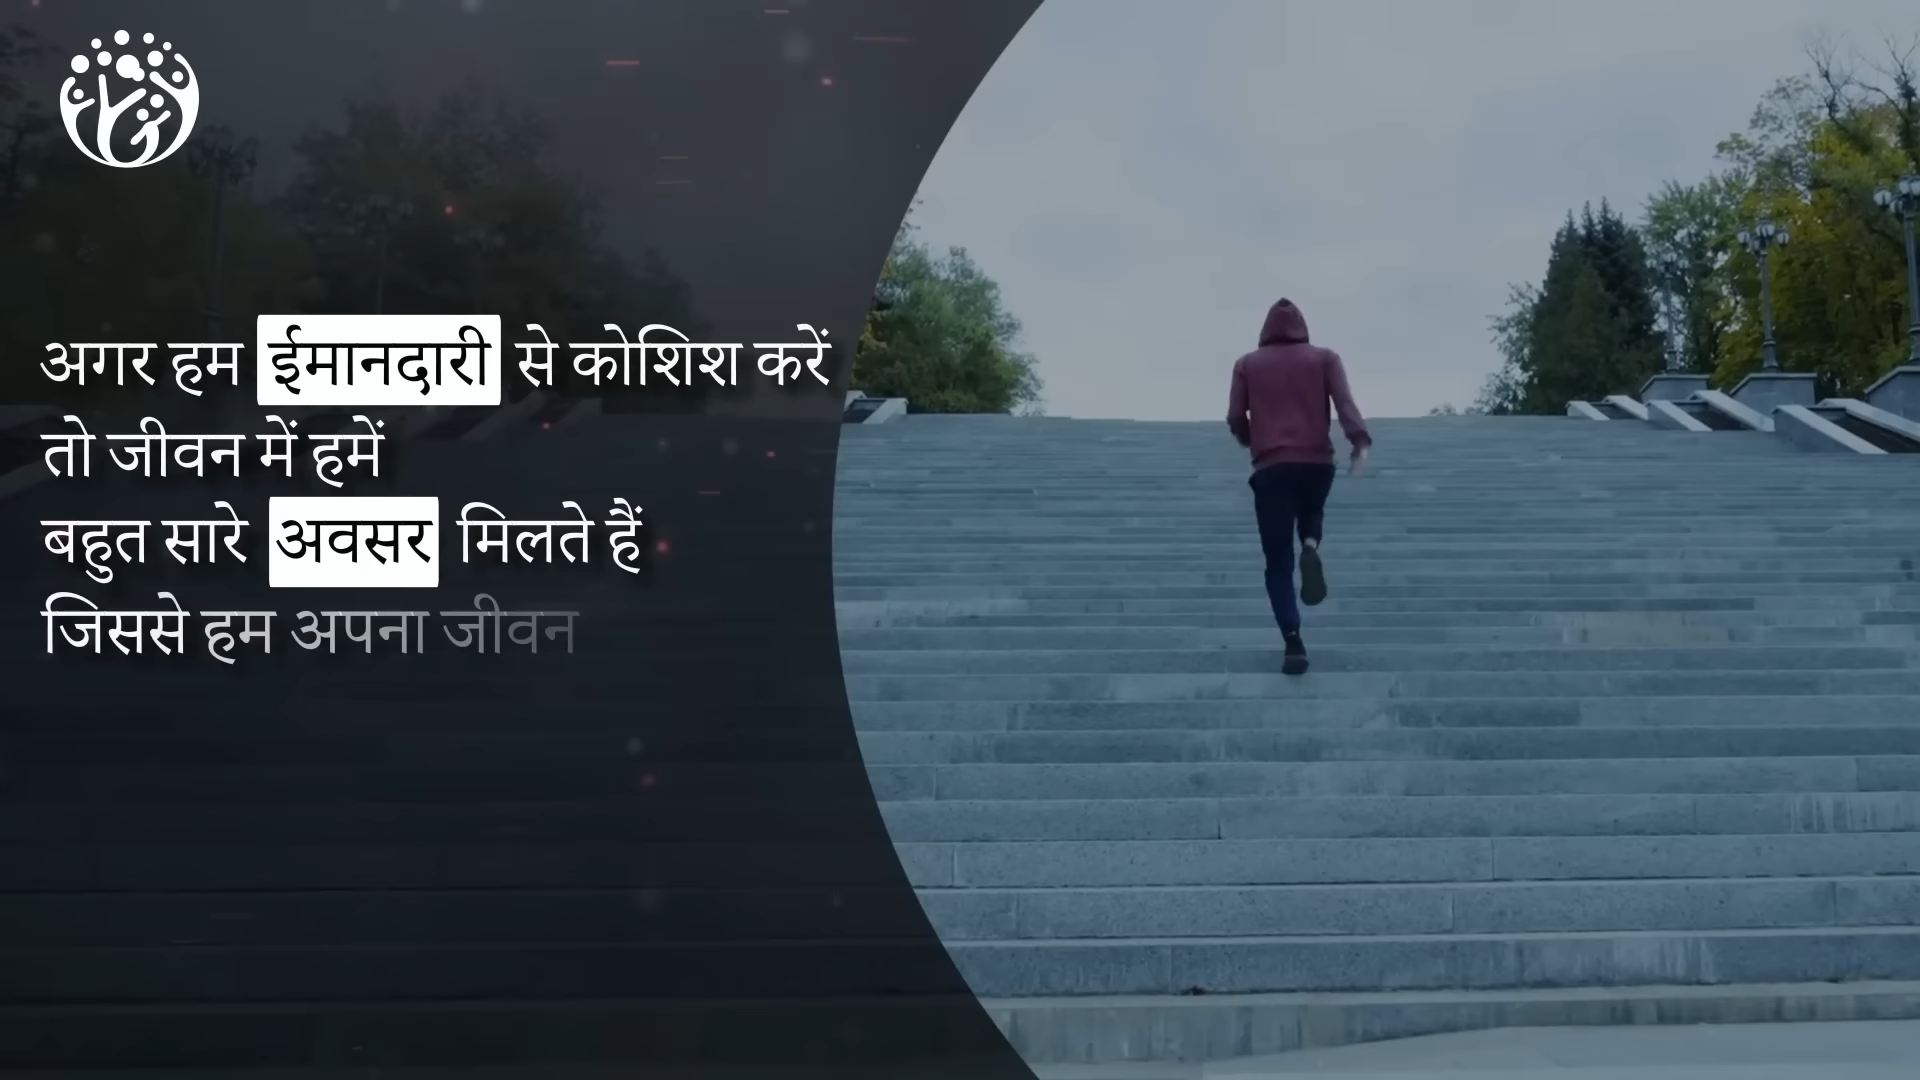 अगर हम ईमानदारी से कोशिश करें
तो जीवन में हमें
बहुत सारे अवसर मिलते हैं
जिससे हम अपना जीवन